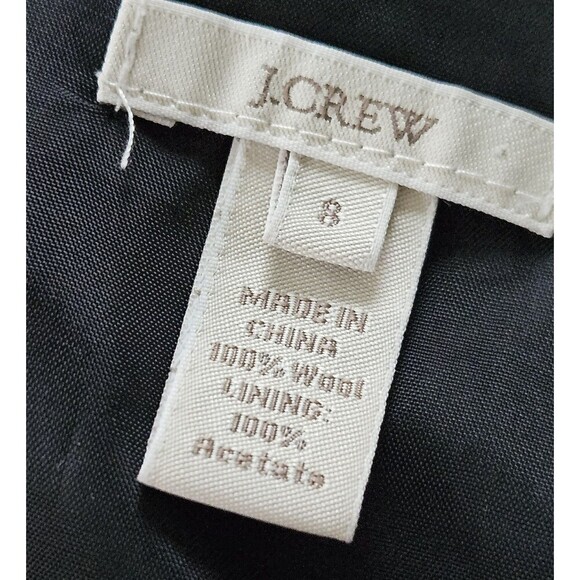 J.CREW
8
MADE IN
CHINA
100% Wool
LINING:
100%
Acetate